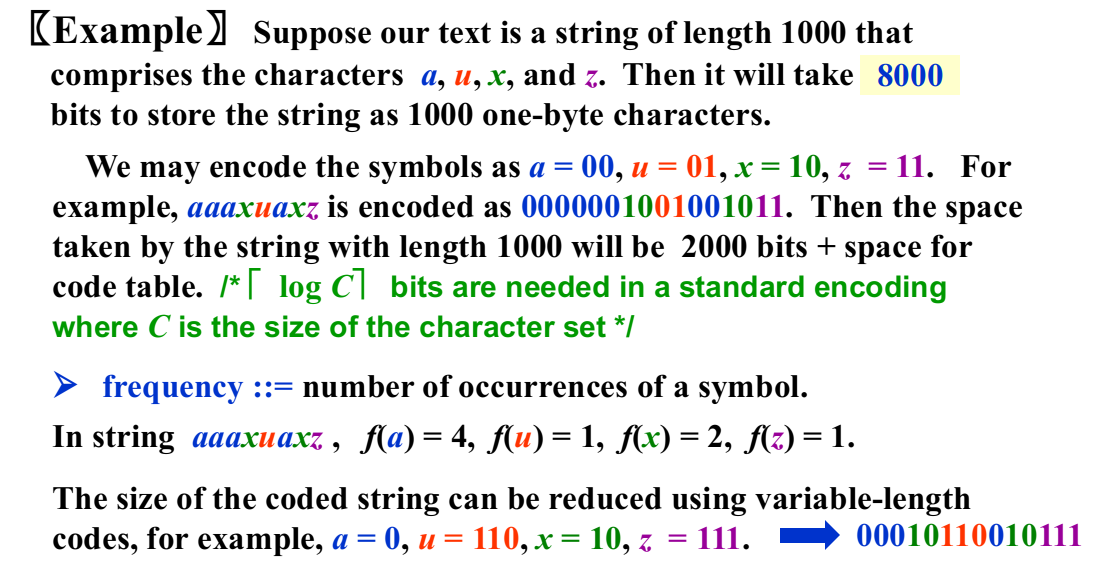 〖Example〗 Suppose our text is a string of length 1000 that
comprises the characters a, u, x, and z. Then it will take 8000
bits to store the string as 1000 one-byte characters.
We may encode the symbols as a = 00, u = 01, x = 10, z = 11. For
example, aaaxuaxz is encoded as 0000001001001011. Then the space
taken by the string with length 1000 will be 2000 bits + space for
code table. /*⌈ log C⌉ bits are needed in a standard encoding
where C is the size of the character set */
➢ frequency ::= number of occurrences of a symbol.
In string aaaxuaxz , f(a) = 4, f(u) = 1, f(x) = 2, f(z) = 1.
The size of the coded string can be reduced using variable-length
codes, for example, a = 0, u = 110, x = 10, z = 111. 00010110010111